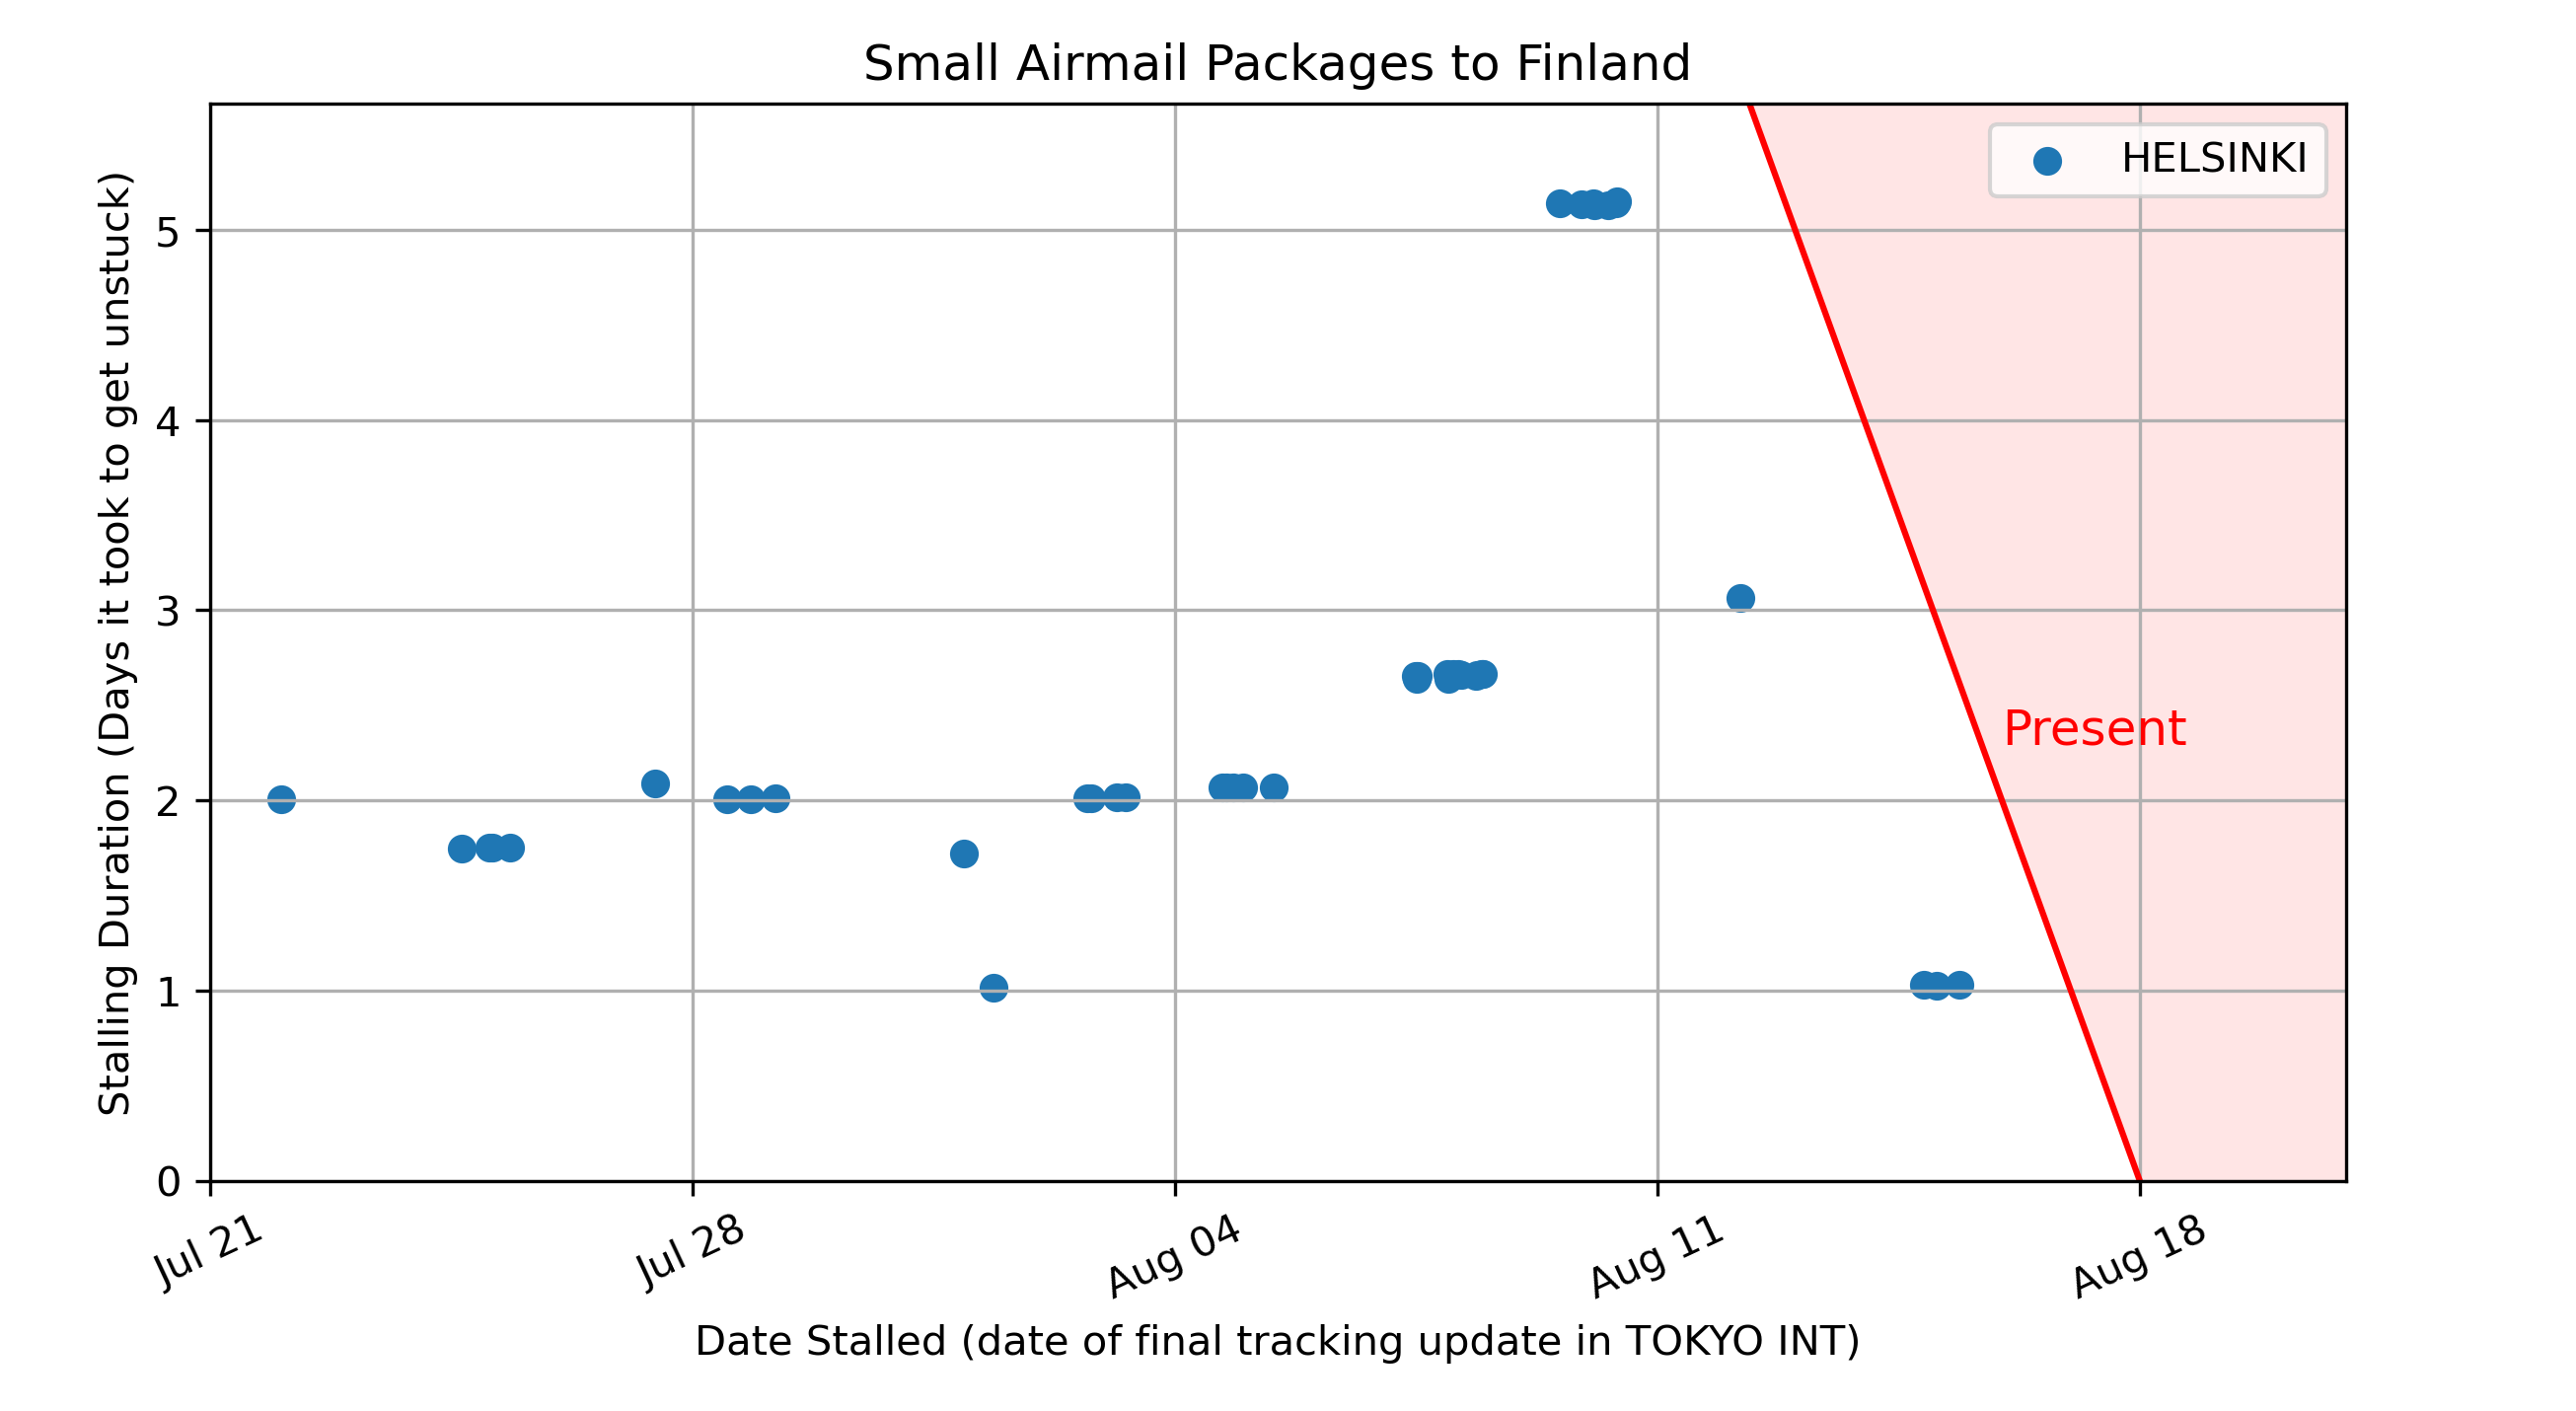 Small Airmail Packages to Finland
HELSINKI
Stalling Duration (Days it took to get unstuck)
5
4
3
2
1
0
Present
Jul 21
Jul 28
Aug 04
Aug 11
Aug 18
Date Stalled (date of final tracking update in TOKYO INT)